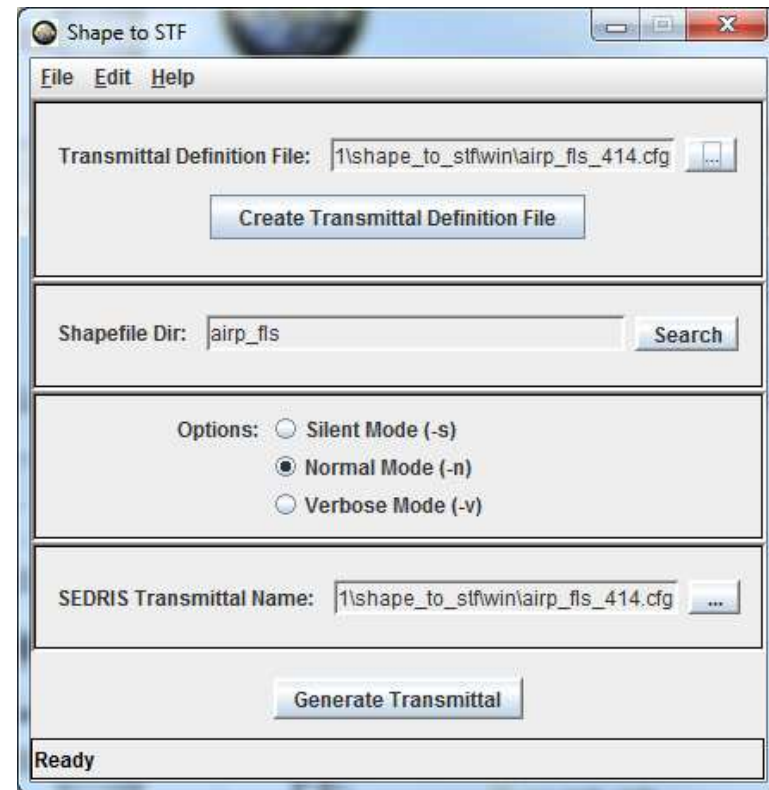 Shape to STF
File Edit Help
Transmittal Definition File: 1\shape_to_stf\win\airp_fls_414.cfg ...
Create Transmittal Definition File
Shapefile Dir: airp_fls Search
Options: Silent Mode (-s)
Normal Mode (-n)
Verbose Mode (-v)
SEDRIS Transmittal Name: 1\shape_to_stf\win\airp_fls_414.cfg ...
Generate Transmittal
Ready